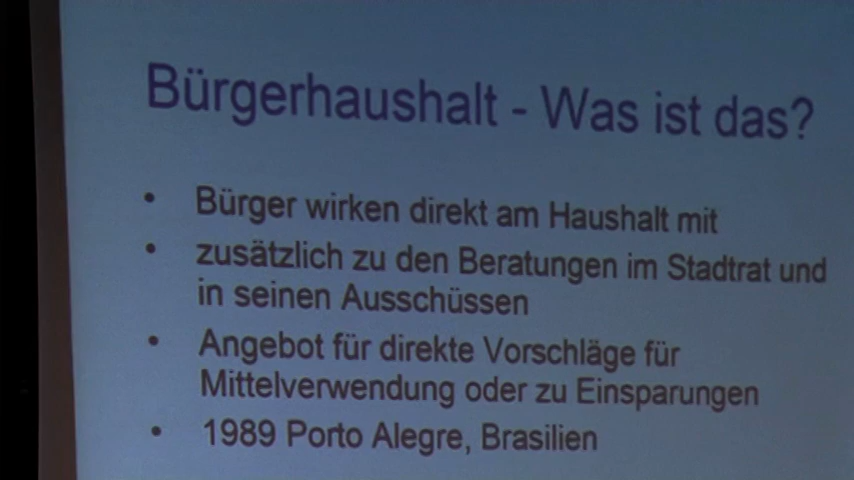 Bürgerhaushalt - Was ist das?
• Bürger wirken direkt am Haushalt mit
• zusätzlich zu den Beratungen im Stadtrat und
in seinen Ausschüssen
• Angebot für direkte Vorschläge für
Mittelverwendung oder zu Einsparungen
• 1989 Porto Alegre, Brasilien